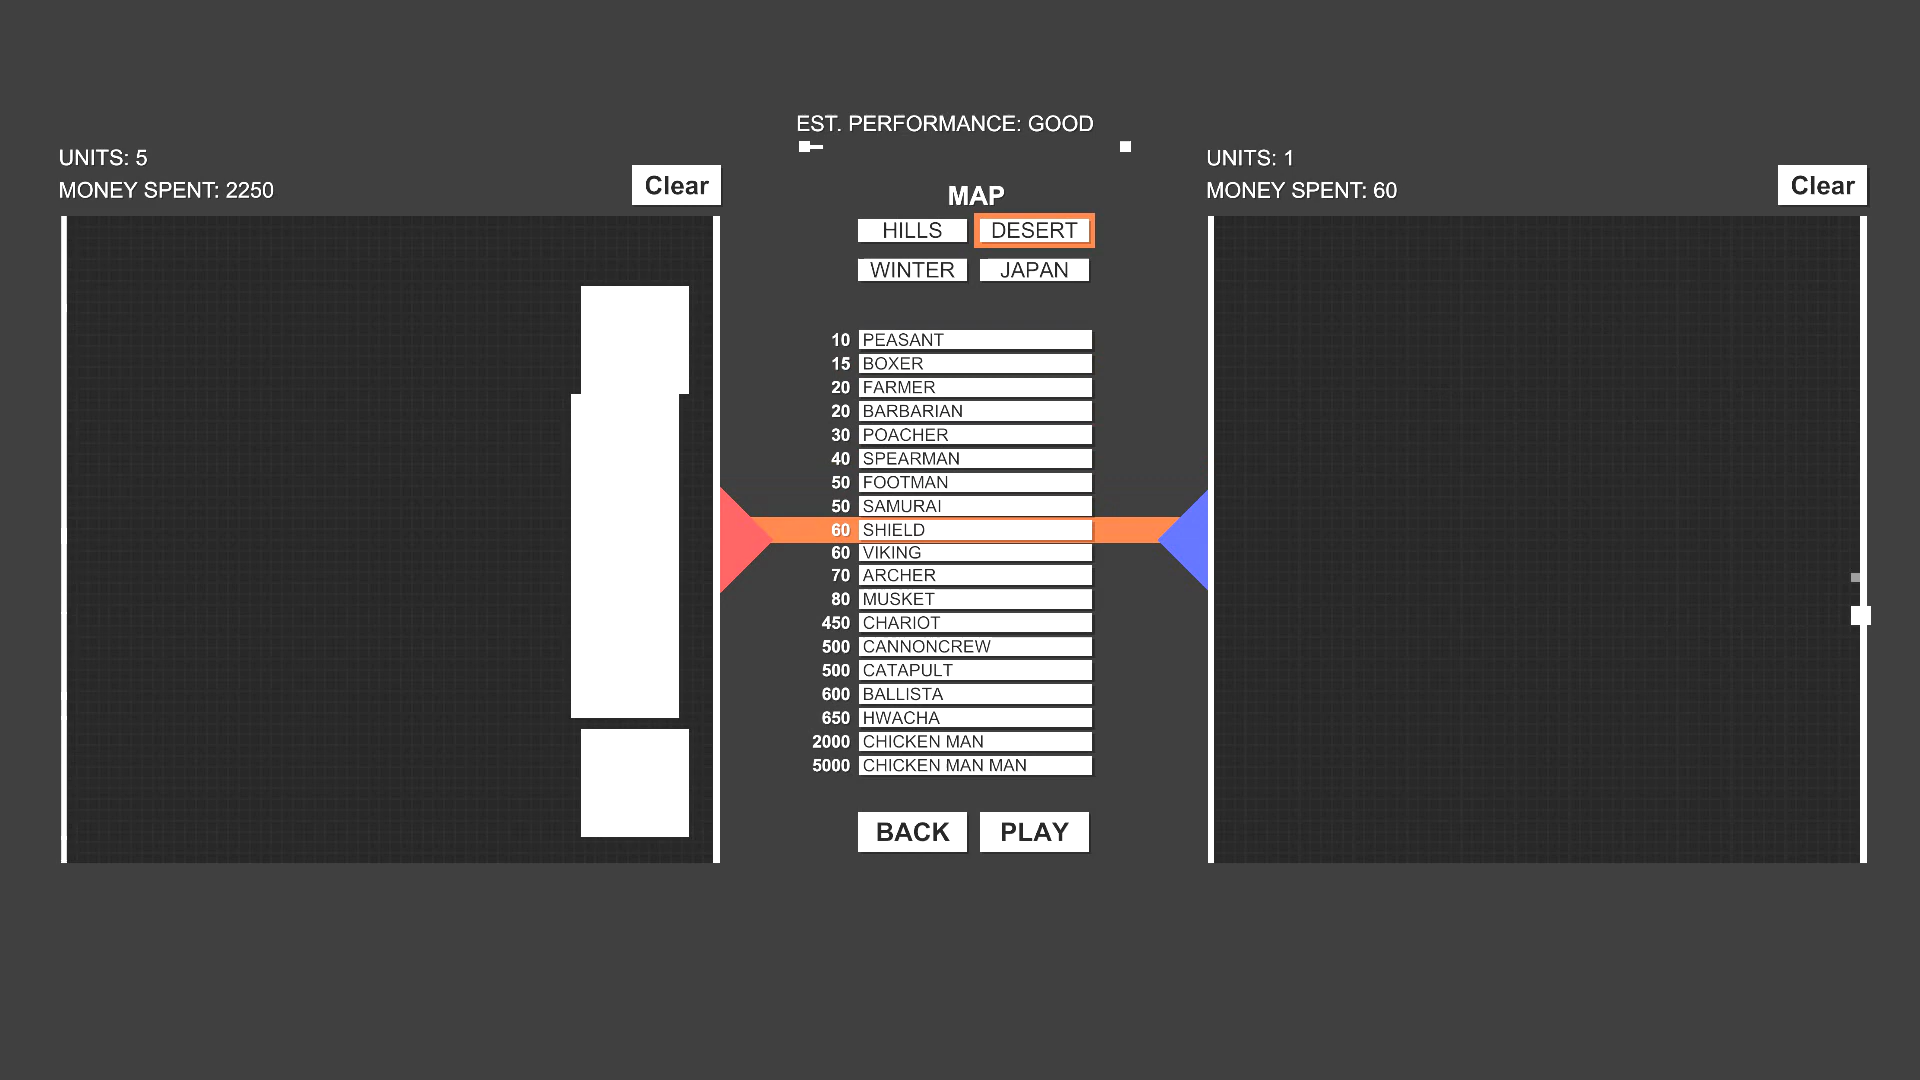 EST. PERFORMANCE: GOOD
UNITS: 5
MONEY SPENT: 2250
Clear
MAP
HILLS
DESERT
WINTER
JAPAN
10 PEASANT
15 BOXER
20 FARMER
20 BARBARIAN
30 POACHER
40 SPEARMAN
50 FOOTMAN
50 SAMURAI
60 SHIELD
60 VIKING
70 ARCHER
80 MUSKET
450 CHARIOT
500 CANNONCREW
500 CATAPULT
600 BALLISTA
650 HWACHA
2000 CHICKEN MAN
5000 CHICKEN MAN MAN
BACK
PLAY
UNITS: 1
MONEY SPENT: 60
Clear